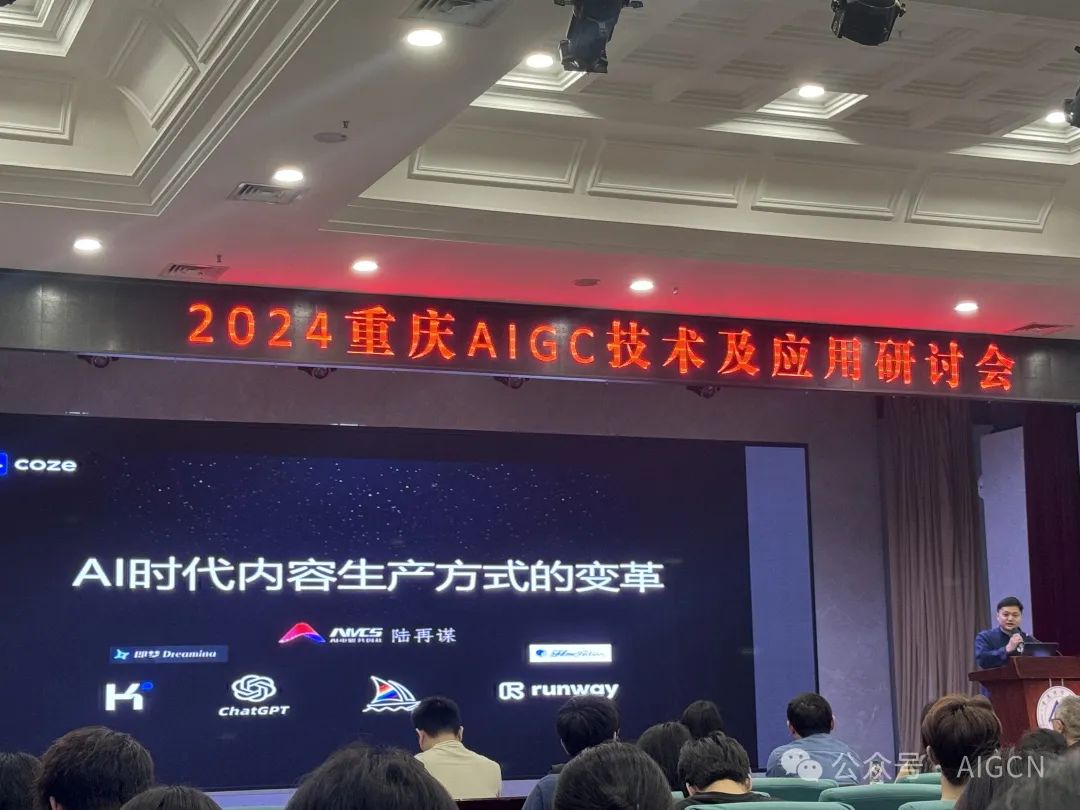 2024重庆AIGC技术及应用研讨会
coze
AI时代内容生产方式的变革
AMCS 陆再谋
即梦 Dreamina
K
ChatGPT
runway
公众号 · AIGCN